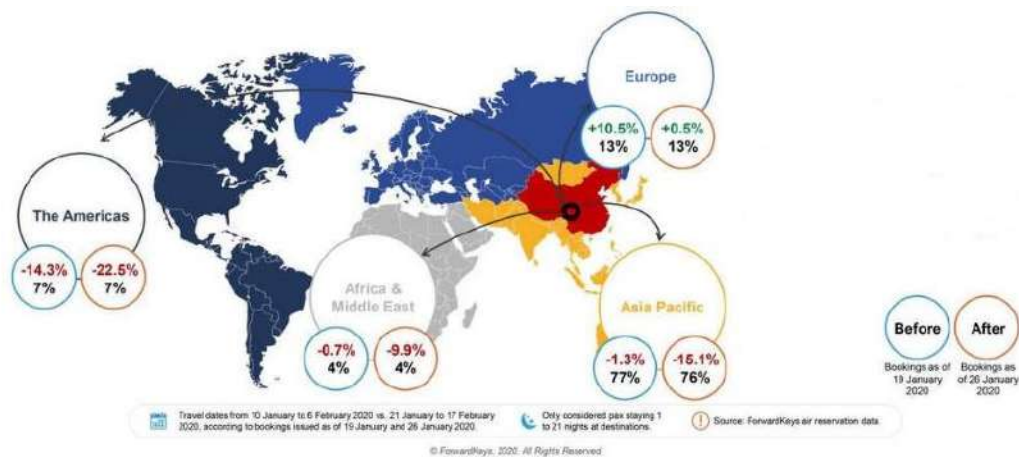 Europe
+10.5%
13%
+0.5%
13%
The Americas
-14.3%
7%
-22.5%
7%
Africa &
Middle East
-0.7%
4%
-9.9%
4%
Asia Pacific
-1.3%
77%
-15.1%
76%
Before
After
Bookings as of
19 January
2020
Bookings as
of 26 January
2020
Travel dates from 10 January to 6 February 2020 vs. 21 January to 17 February
2020, according to bookings issued as of 19 January and 26 January 2020.
Only considered pax staying 1
to 21 nights at destinations.
Source: ForwardKeys air reservation data.
© ForwardKeys, 2020. All Rights Reserved